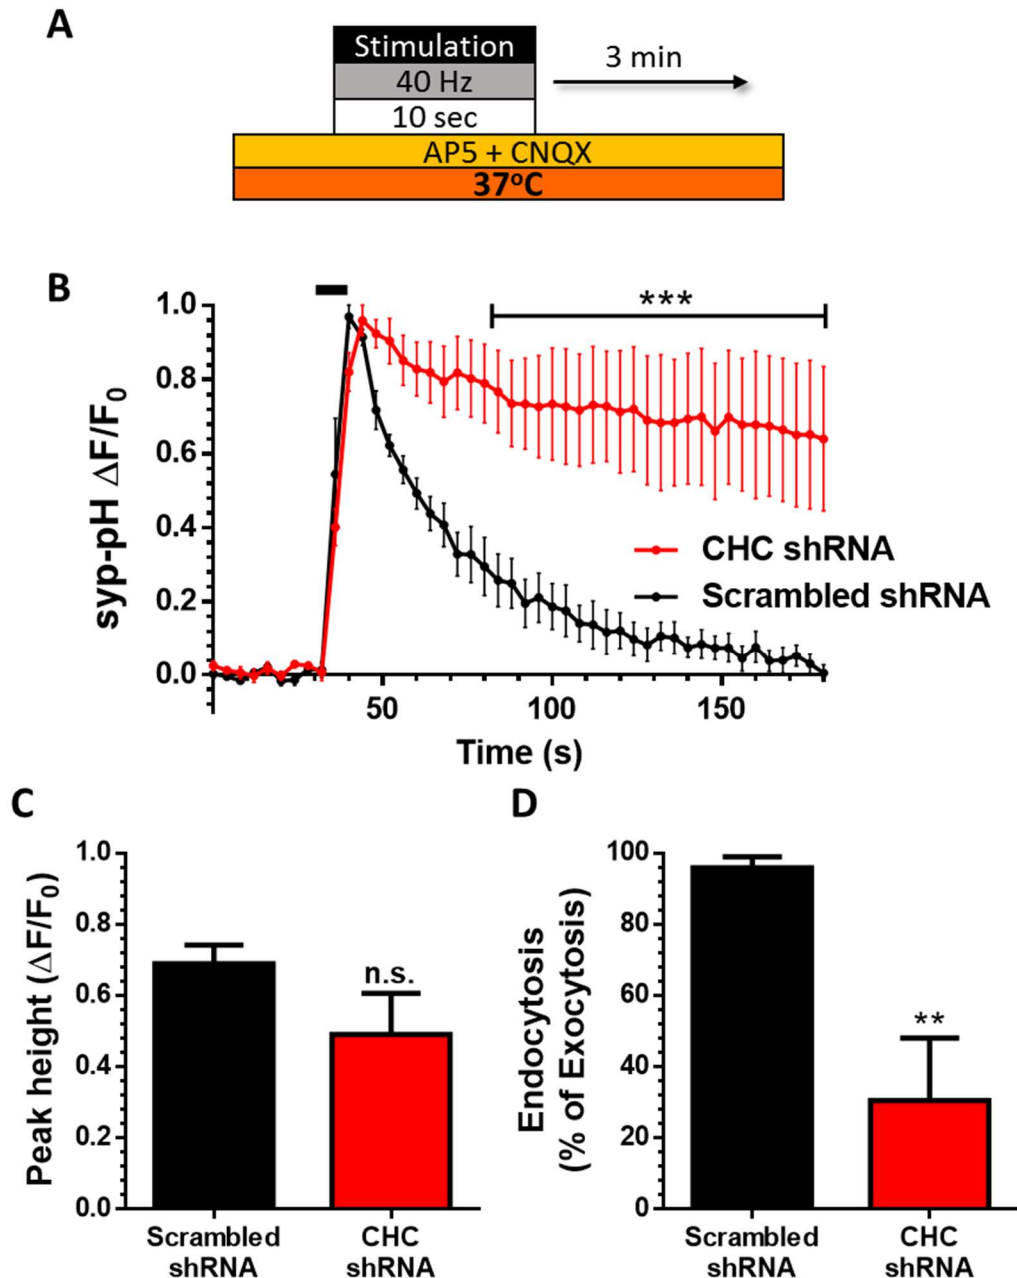 A
Stimulation
40 Hz
10 sec
3 min
AP5 + CNQX
37°C
B
syp-pH ΔF/F₀
1.0
0.8
0.6
0.4
0.2
0.0
***
CHC shRNA
Scrambled shRNA
50
100
150
Time (s)
C
Peak height (ΔF/F₀)
1.0
0.8
0.6
0.4
0.2
0.0
n.s.
Scrambled
shRNA
CHC
shRNA
D
Endocytosis
(% of Exocytosis)
100
80
60
40
20
0
**
Scrambled
shRNA
CHC
shRNA